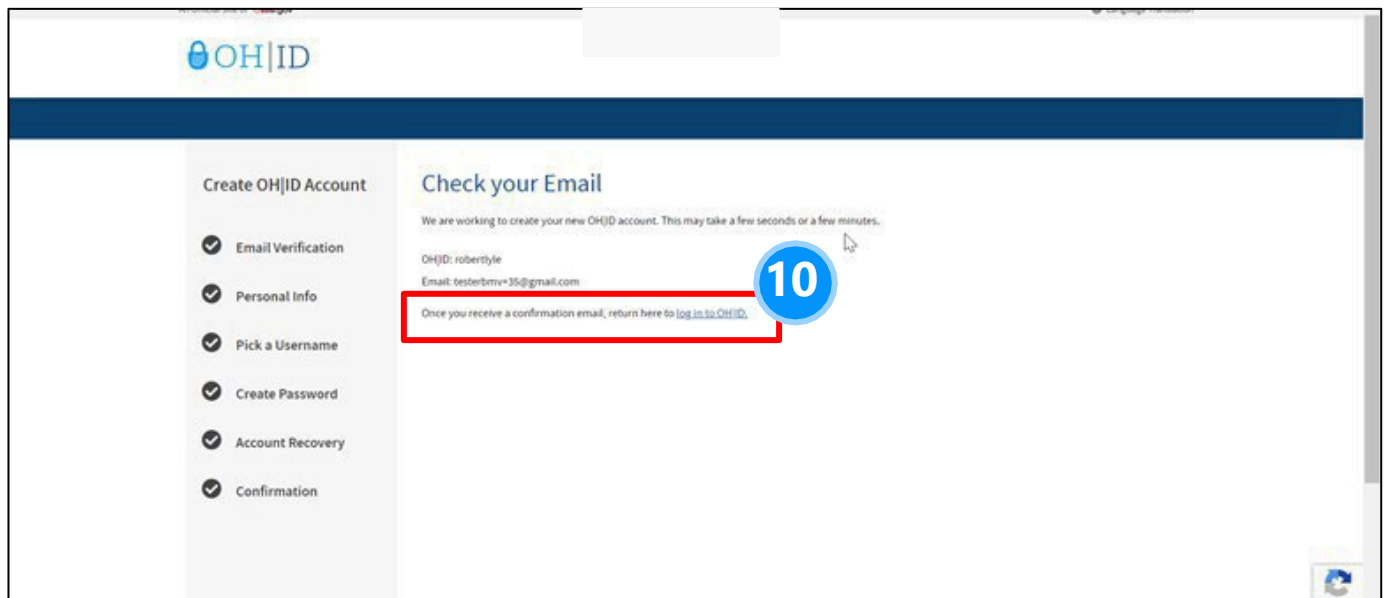 OH|ID
Create OH|ID Account
Email Verification
Personal Info
Pick a Username
Create Password
Account Recovery
Confirmation
Check your Email
We are working to create your new OH|ID account. This may take a few seconds or a few minutes.
OH|ID: robertlyle
Email: testerbmv+35@gmail.com
10
Once you receive a confirmation email, return here to log in to OH|ID.